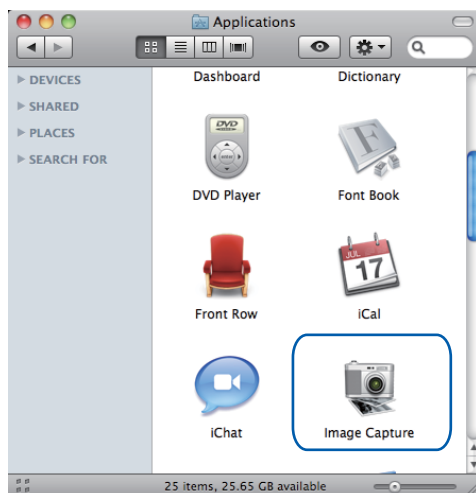 Applications
DEVICES
SHARED
PLACES
SEARCH FOR
Dashboard Dictionary
DVD
enter
F
DVD Player Font Book
JUL
17
Front Row iCal
iChat Image Capture
25 items, 25.65 GB available